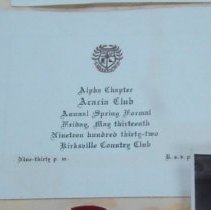 Alpha Chapter
Acacia Club
Annual Spring Formal
Friday, May thirteenth
Nineteen hundred thirty-two
Kirksville Country Club
Nine-thirty p. m.
R. s. v. p